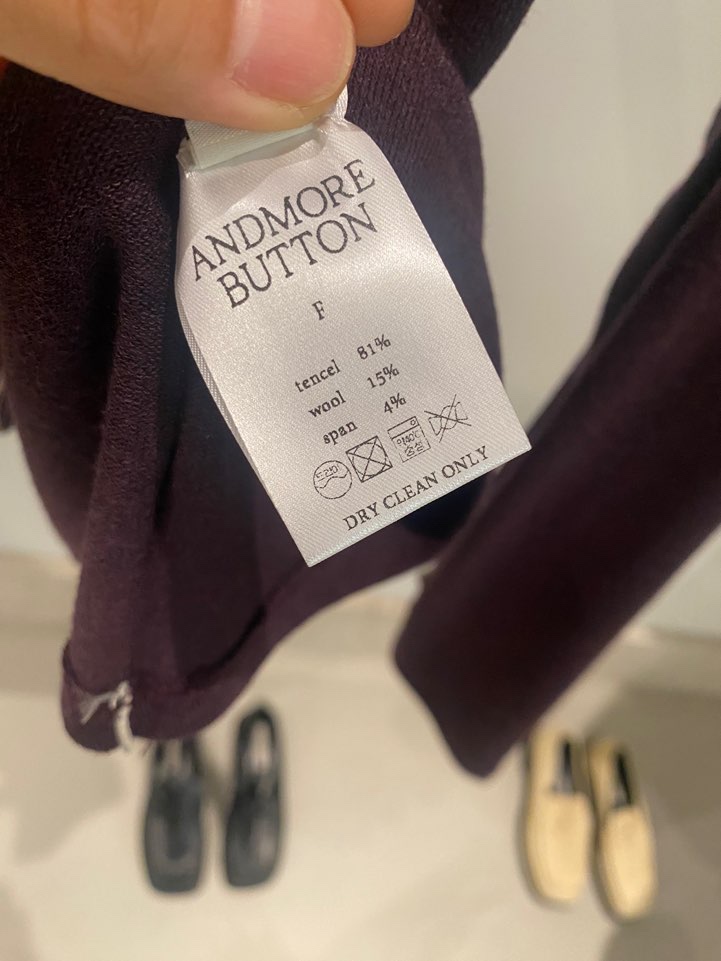 ANDMORE
BUTTON
F
tencel 81%
wool 15%
span 4%
DRY CLEAN ONLY